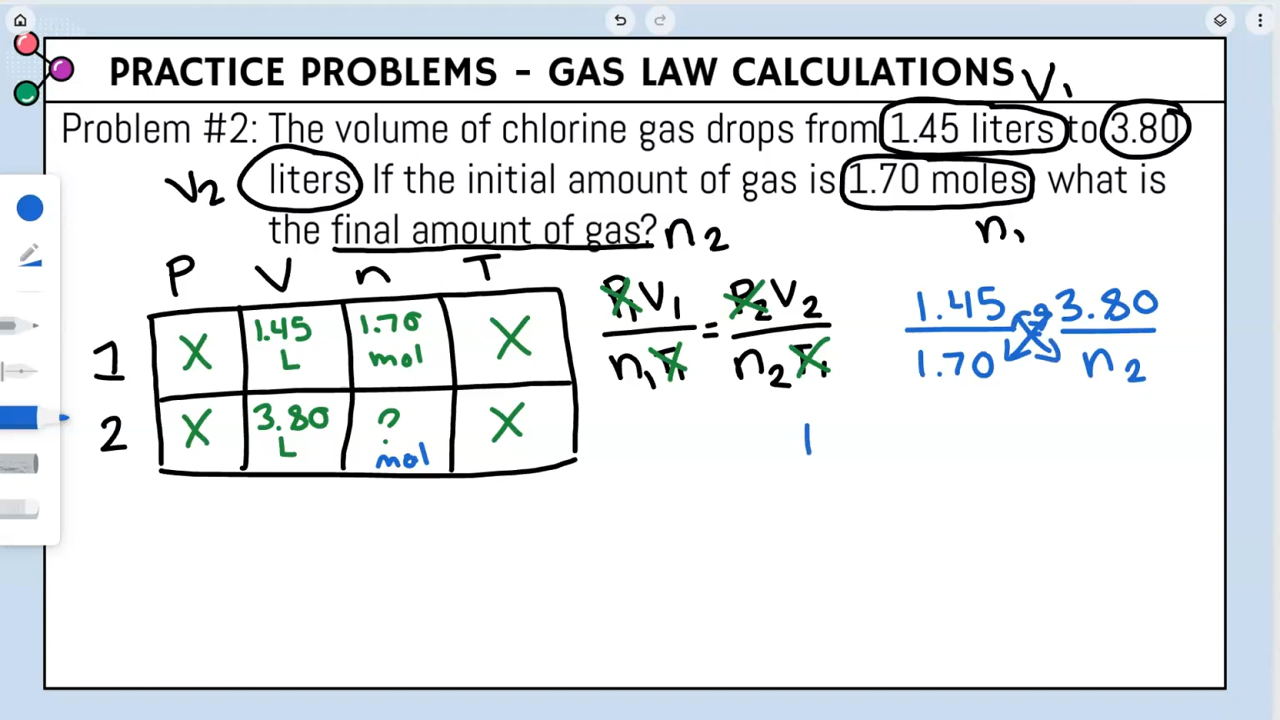 PRACTICE PROBLEMS - GAS LAW CALCULATIONS
V₁
Problem #2: The volume of chlorine gas drops from 1.45 liters to 3.80
V2 liters. If the initial amount of gas is 1.70 moles what is
the final amount of gas? n2 n₁
P V n T
1 X 1.45 L 1.70 mol X
2 X 3.80 L ? mol X
P₁V₁ = P2V2
n₁T₁ n2T₁
1.45 3.80
1.70 n2
1